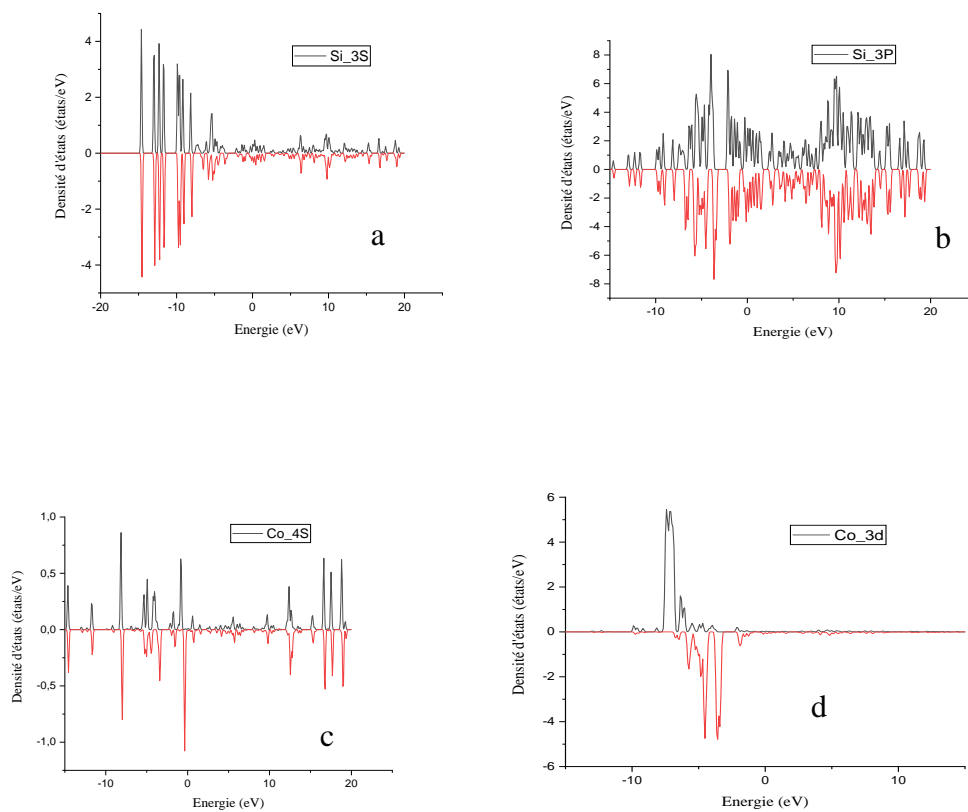 Densité d'états (états/eV)
4
2
0
-2
-4
-20
-10
0
10
20
Energie (eV)
Si_3S
a
Densité d'états (états/eV)
8
6
4
2
0
-2
-4
-6
-8
-10
0
10
20
Energie (eV)
Si_3P
b
Densité d'états (états/eV)
1,0
0,5
0,0
-0,5
-1,0
-10
0
10
20
Energie (eV)
Co_4S
c
Densité d'états (états/eV)
6
4
2
0
-2
-4
-6
-10
0
10
Energie (eV)
Co_3d
d